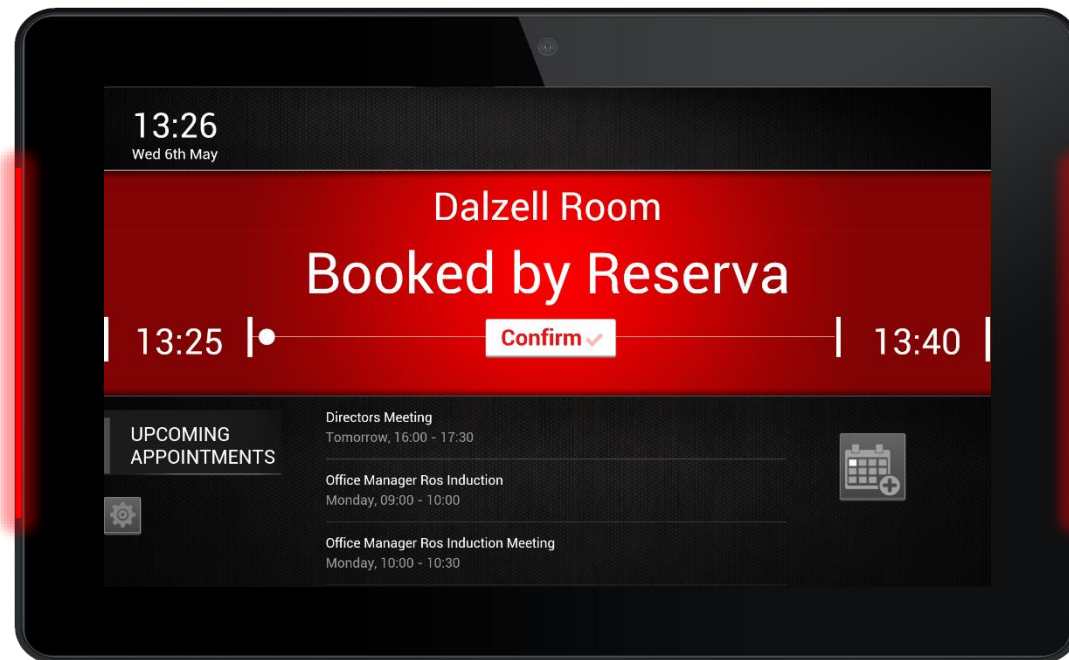 13:26
Wed 6th May
Dalzell Room
Booked by Reserva
13:25
Confirm
13:40
UPCOMING
APPOINTMENTS
Directors Meeting
Tomorrow, 16:00 - 17:30
Office Manager Ros Induction
Monday, 09:00 - 10:00
Office Manager Ros Induction Meeting
Monday, 10:00 - 10:30